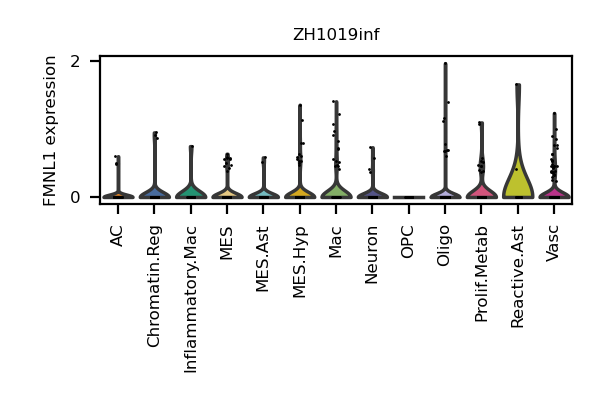 ZH1019inf
FMNL1 expression
2
0
AC
Chromatin.Reg
Inflammatory.Mac
MES
MES.Ast
MES.Hyp
Mac
Neuron
OPC
Oligo
Prolif.Metab
Reactive.Ast
Vasc